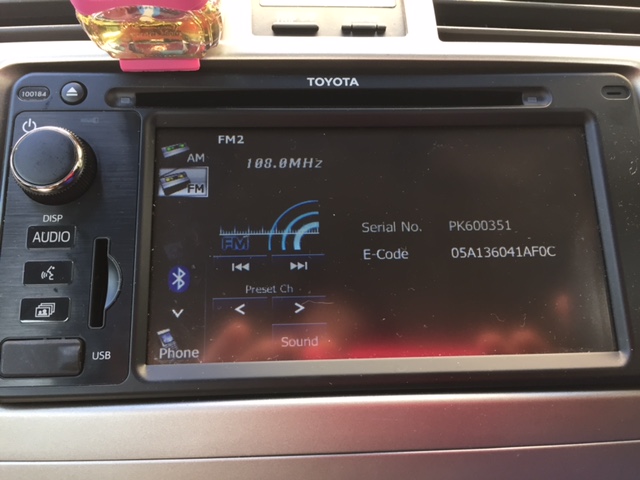 TOYOTA
100184
FM2
AM
108.0MHz
FM
DISP
AUDIO
FM
Serial No. PK600351
E-Code 05A136041AF0C
Preset Ch
< >
Sound
Phone
USB